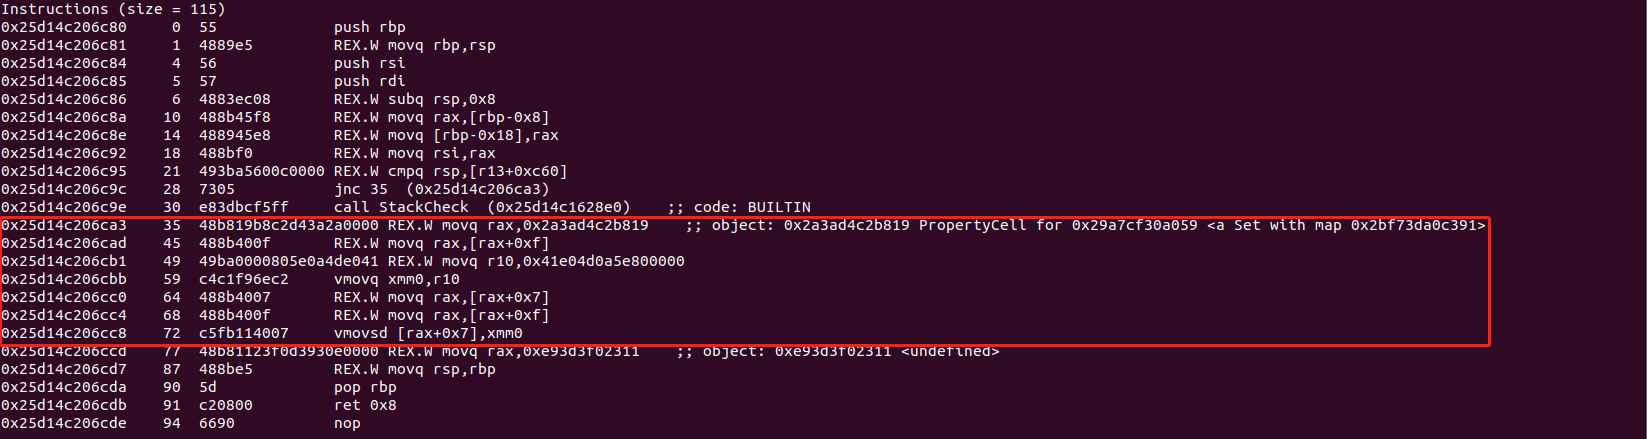 Instructions (size = 115)
0x25d14c206c80     0  55             push rbp
0x25d14c206c81     1  4889e5         REX.W movq rbp,rsp
0x25d14c206c84     4  56             push rsi
0x25d14c206c85     5  57             push rdi
0x25d14c206c86     6  4883ec08       REX.W subq rsp,0x8
0x25d14c206c8a    10  488b45f8       REX.W movq rax,[rbp-0x8]
0x25d14c206c8e    14  488945e8       REX.W movq [rbp-0x18],rax
0x25d14c206c92    18  488bf0         REX.W movq rsi,rax
0x25d14c206c95    21  493ba5600c0000 REX.W cmpq rsp,[r13+0xc60]
0x25d14c206c9c    28  7305           jnc 35  (0x25d14c206ca3)
0x25d14c206c9e    30  e83dbcf5ff     call StackCheck  (0x25d14c1628e0)    ;; code: BUILTIN
0x25d14c206ca3    35  48b819b8c2d43a2a0000 REX.W movq rax,0x2a3ad4c2b819    ;; object: 0x2a3ad4c2b819 PropertyCell for 0x29a7cf30a059 <a Set with map 0x2bf73da0c391>
0x25d14c206cad    45  488b400f       REX.W movq rax,[rax+0xf]
0x25d14c206cb1    49  49ba0000805e0a4de041 REX.W movq r10,0x41e04d0a5e800000
0x25d14c206cbb    59  c4c1f96ec2     vmovq xmm0,r10
0x25d14c206cc0    64  488b4007       REX.W movq rax,[rax+0x7]
0x25d14c206cc4    68  488b400f       REX.W movq rax,[rax+0xf]
0x25d14c206cc8    72  c5fb114007     vmovsd [rax+0x7],xmm0
0x25d14c206ccd    77  48b81123f0d3930e0000 REX.W movq rax,0xe93d3f02311    ;; object: 0xe93d3f02311 <undefined>
0x25d14c206cd7    87  488be5         REX.W movq rsp,rbp
0x25d14c206cda    90  5d             pop rbp
0x25d14c206cdb    91  c20800         ret 0x8
0x25d14c206cde    94  6690           nop